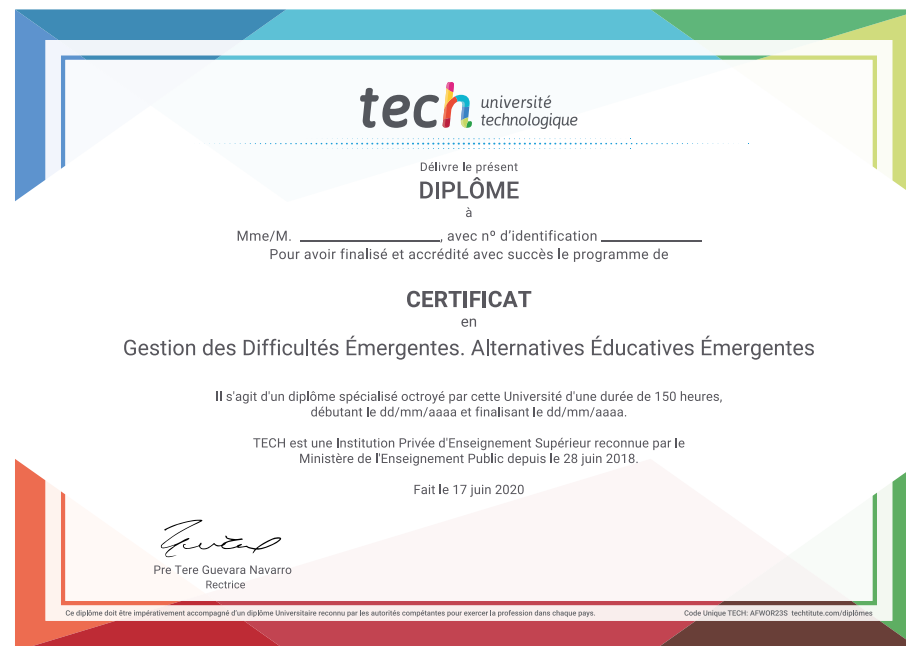 tech université
technologique
Délivre le présent
DIPLÔME
à
Mme/M. ____________________, avec nº d'identification ______________
Pour avoir finalisé et accrédité avec succès le programme de
CERTIFICAT
en
Gestion des Difficultés Émergentes. Alternatives Éducatives Émergentes
Il s'agit d'un diplôme spécialisé octroyé par cette Université d'une durée de 150 heures,
débutant le dd/mm/aaaa et finalisant le dd/mm/aaaa.
TECH est une Institution Privée d'Enseignement Supérieur reconnue par le
Ministère de l'Enseignement Public depuis le 28 juin 2018.
Fait le 17 juin 2020
Pre Tere Guevara Navarro
Rectrice
Ce diplôme doit être impérativement accompagné d'un diplôme Universitaire reconnu par les autorités compétantes pour exercer la profession dans chaque pays.
Code Unique TECH: AFWOR23S techtitute.com/diplômes